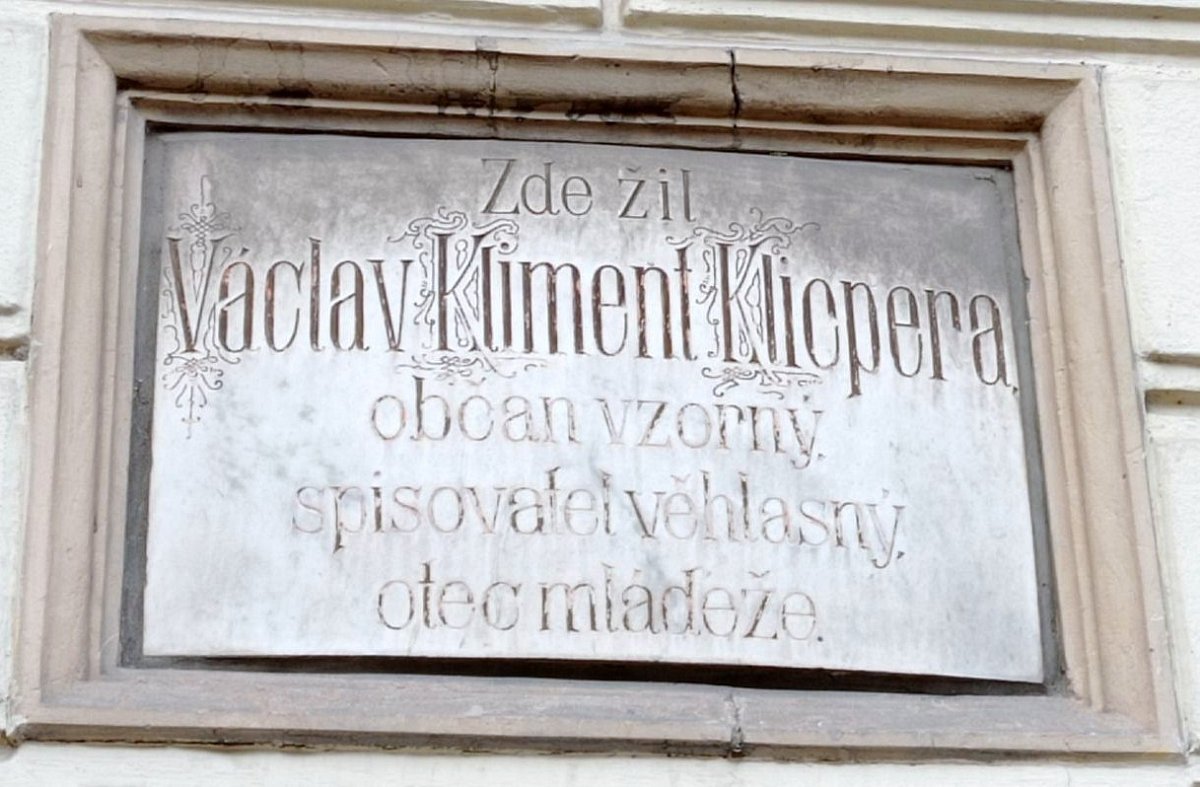 Zde žil
Václav Kliment Klicpera,
občan vzorný,
spisovatel věhlasný,
otec mládeže.